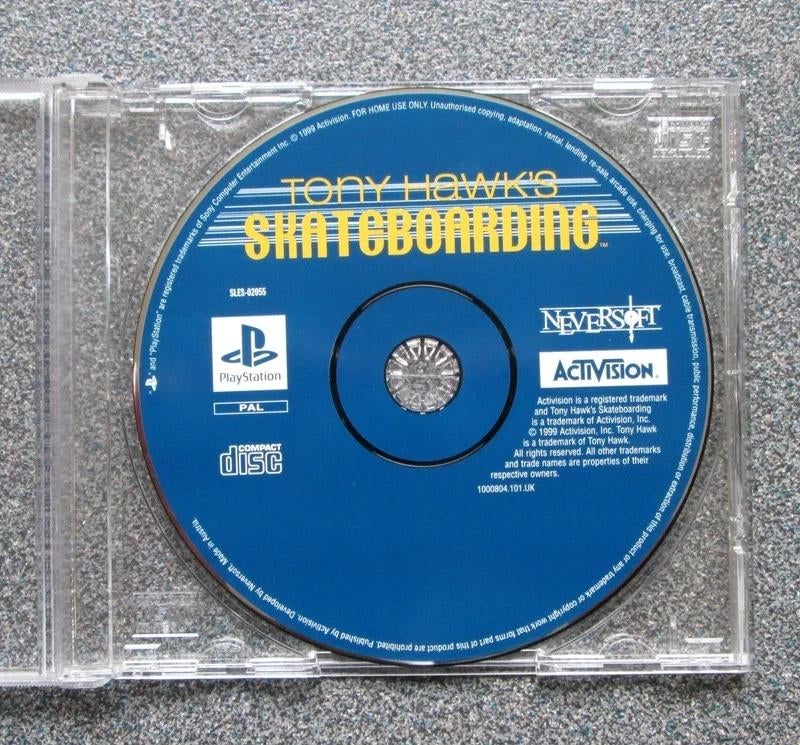 "PS" and "PlayStation" are registered trademarks of Sony Computer Entertainment Inc. © 1999 Activision. FOR HOME USE ONLY. Unauthorised copying, adaptation, rental, lending, re-sale, arcade use, charging for use, broadcast, cable transmission, public performance, distribution or extraction of this product or any trademark or copyright work that forms part of this product are prohibited. Published by Activision. Developed by Neversoft. Made in Austria.
TONY HAWK'S
SKATEBOARDING™
SLES-02055
PlayStation
PAL
COMPACT
disc
NEVERSOFT
ACTIVISION.
Activision is a registered trademark
and Tony Hawk's Skateboarding
is a trademark of Activision, Inc.
© 1999 Activision, Inc. Tony Hawk
is a trademark of Tony Hawk.
All rights reserved. All other trademarks
and trade names are properties of their
respective owners.
1000804.101.UK